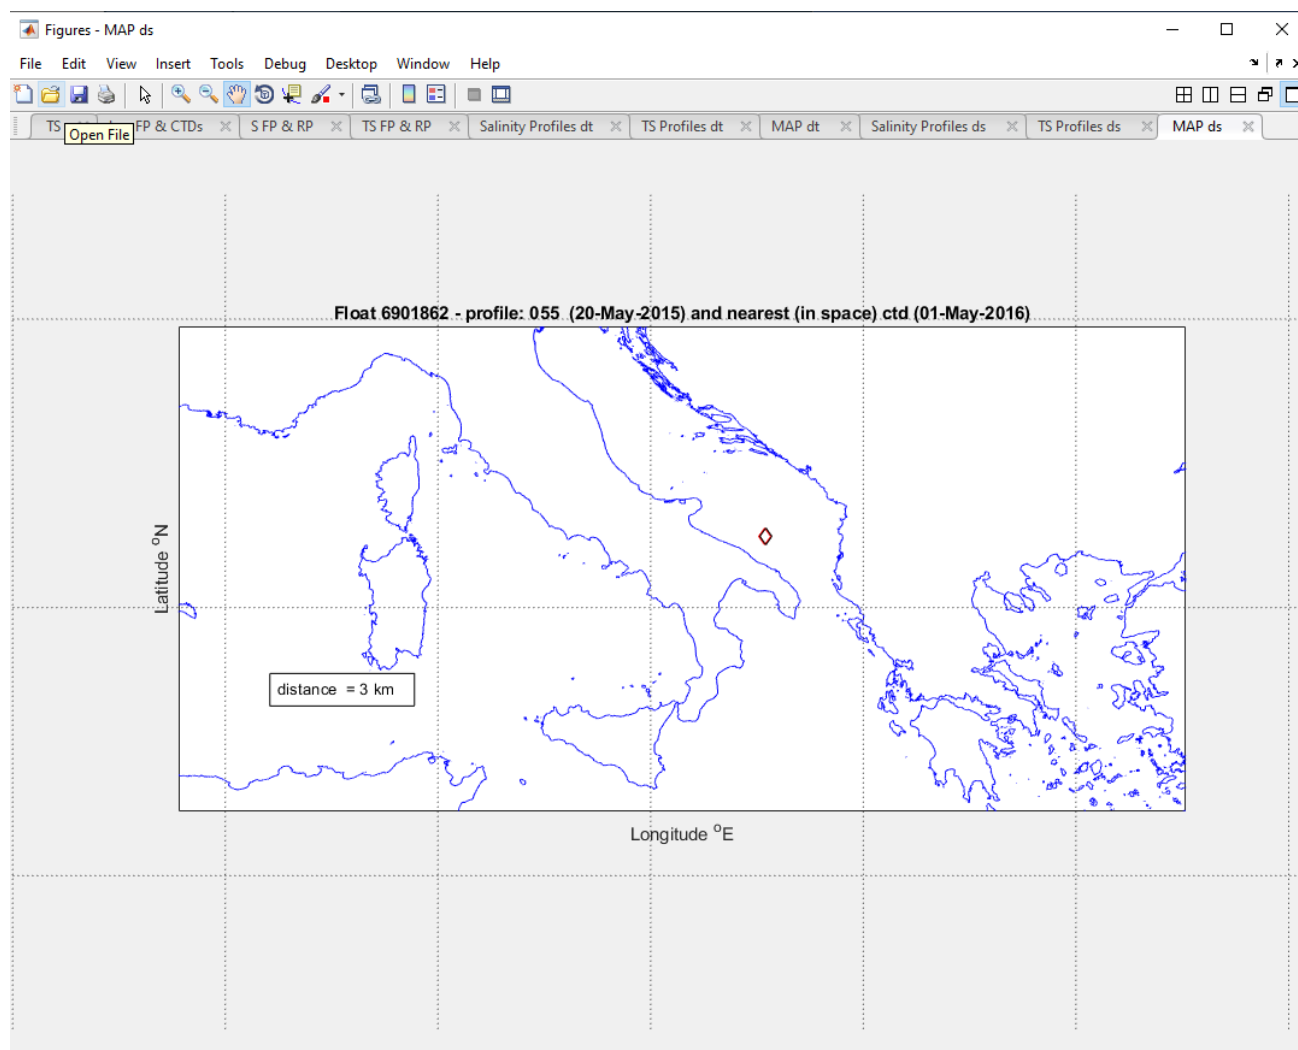 Figures - MAP ds
File Edit View Insert Tools Debug Desktop Window Help
TS FP & CTDs S FP & RP TS FP & RP Salinity Profiles dt TS Profiles dt MAP dt Salinity Profiles ds TS Profiles ds MAP ds
Open File
Float 6901862 - profile: 055 (20-May-2015) and nearest (in space) ctd (01-May-2016)
Latitude °N
distance = 3 km
Longitude °E